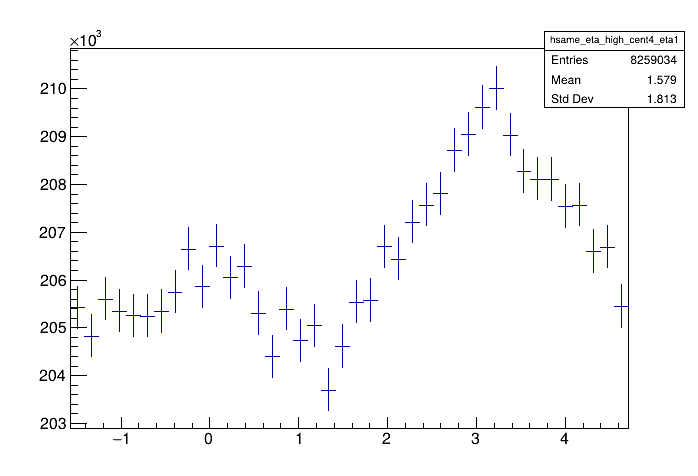 ×10³
hsame_eta_high_cent4_eta1
Entries 8259034
Mean 1.579
Std Dev 1.813
210
209
208
207
206
205
204
203
−1 0 1 2 3 4